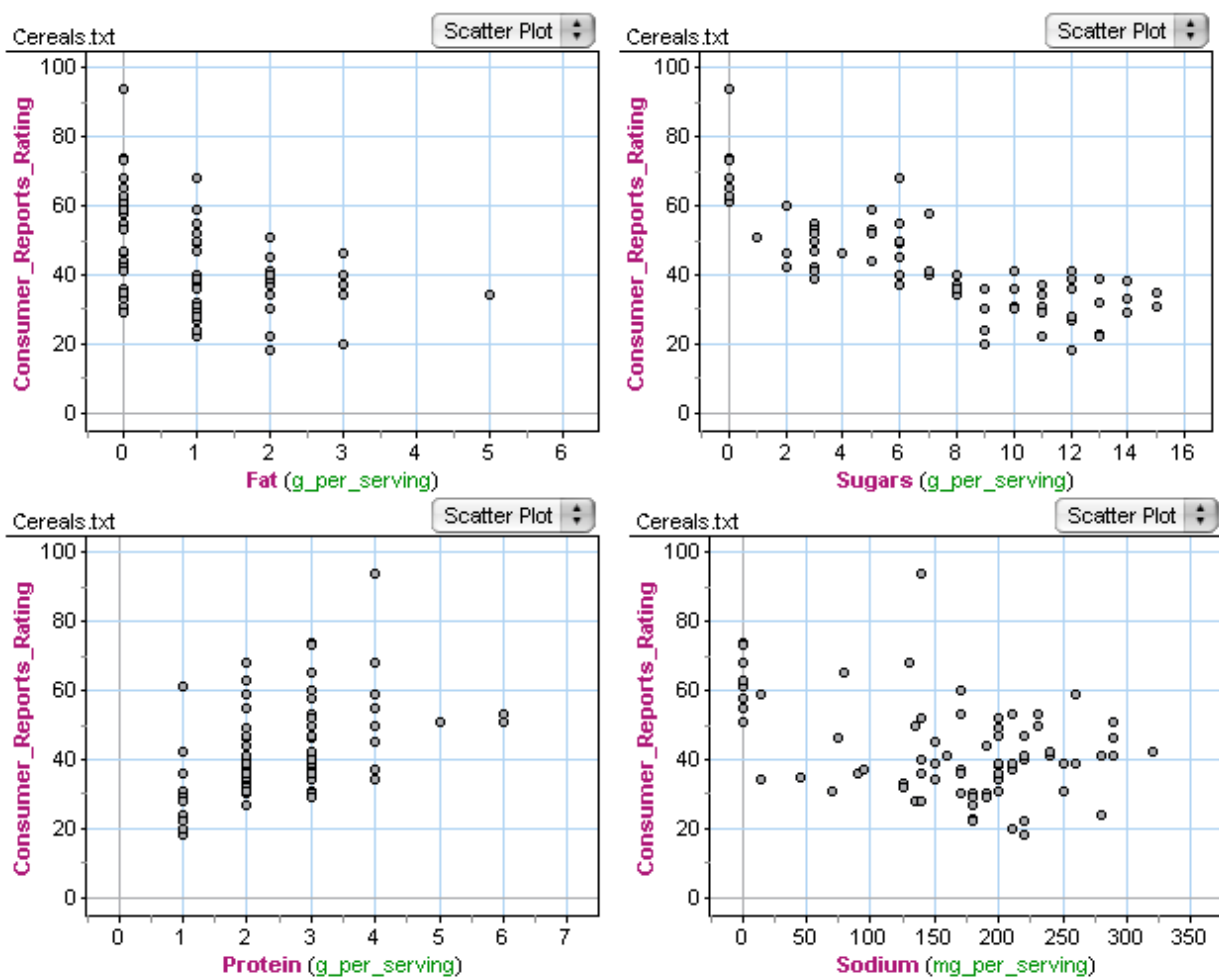 Cereals.txt
Scatter Plot
Consumer_Reports_Rating
100
80
60
40
20
0
0 1 2 3 4 5 6
Fat (g_per_serving)
Cereals.txt
Scatter Plot
Consumer_Reports_Rating
100
80
60
40
20
0
0 2 4 6 8 10 12 14 16
Sugars (g_per_serving)
Cereals.txt
Scatter Plot
Consumer_Reports_Rating
100
80
60
40
20
0
0 1 2 3 4 5 6 7
Protein (g_per_serving)
Cereals.txt
Scatter Plot
Consumer_Reports_Rating
100
80
60
40
20
0
0 50 100 150 200 250 300 350
Sodium (mg_per_serving)